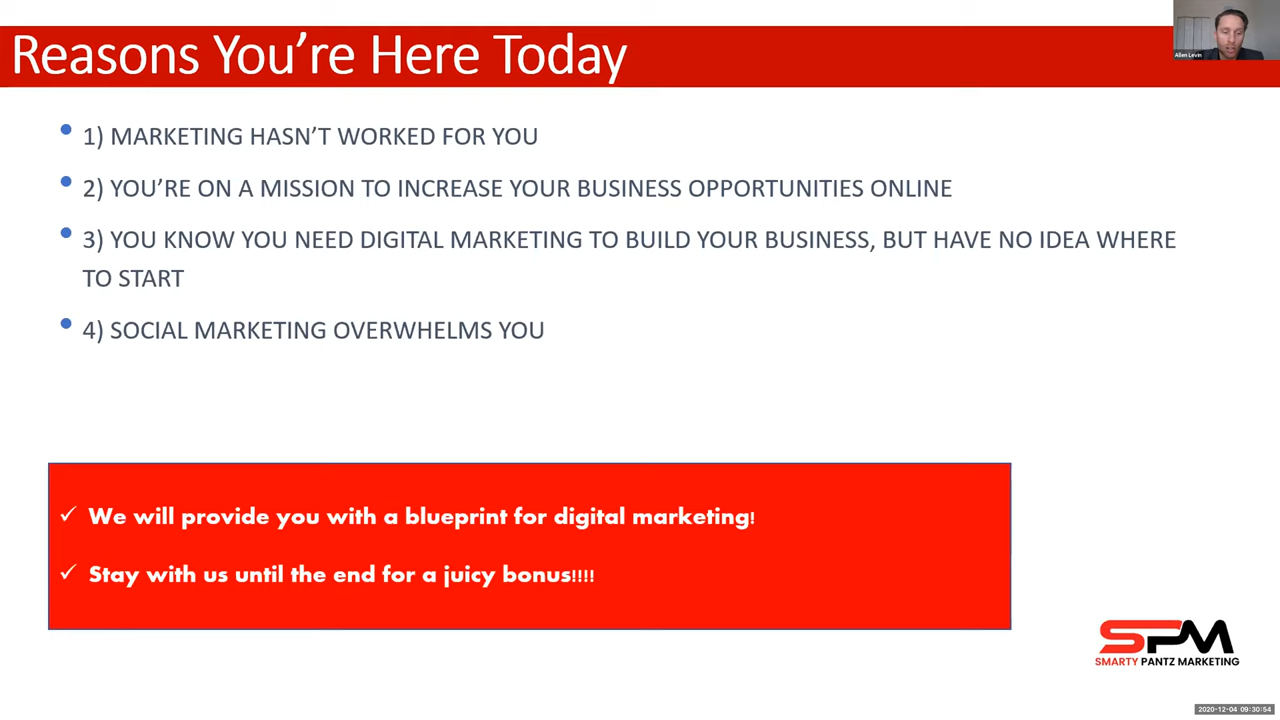 Reasons You're Here Today
Allen Levin
• 1) MARKETING HASN'T WORKED FOR YOU
• 2) YOU'RE ON A MISSION TO INCREASE YOUR BUSINESS OPPORTUNITIES ONLINE
• 3) YOU KNOW YOU NEED DIGITAL MARKETING TO BUILD YOUR BUSINESS, BUT HAVE NO IDEA WHERE
TO START
• 4) SOCIAL MARKETING OVERWHELMS YOU
✓ We will provide you with a blueprint for digital marketing!
✓ Stay with us until the end for a juicy bonus!!!!
SPM
SMARTY PANTZ MARKETING
2020-12-04 09:30:54